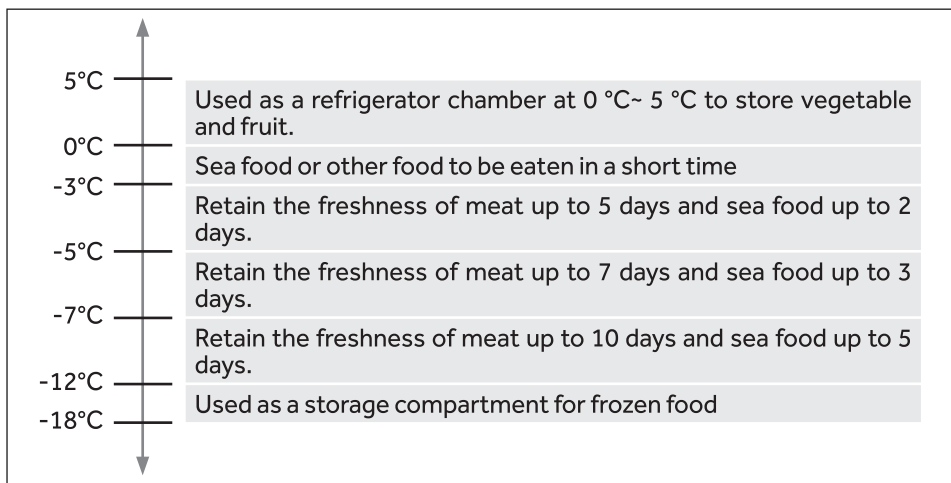 5°C
Used as a refrigerator chamber at 0 °C~ 5 °C to store vegetable
and fruit.
0°C
Sea food or other food to be eaten in a short time
-3°C
Retain the freshness of meat up to 5 days and sea food up to 2
days.
-5°C
Retain the freshness of meat up to 7 days and sea food up to 3
days.
-7°C
Retain the freshness of meat up to 10 days and sea food up to 5
days.
-12°C
Used as a storage compartment for frozen food
-18°C